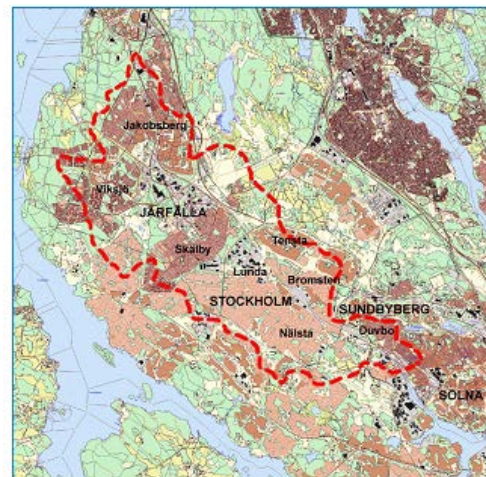 Jakobsberg
Viksjö
JÄRFÄLLA
Skälby
Tensta
Lunda
Bromsten
STOCKHOLM
SUNDBYBERG
Duvbo
Nälsta
SOLNA